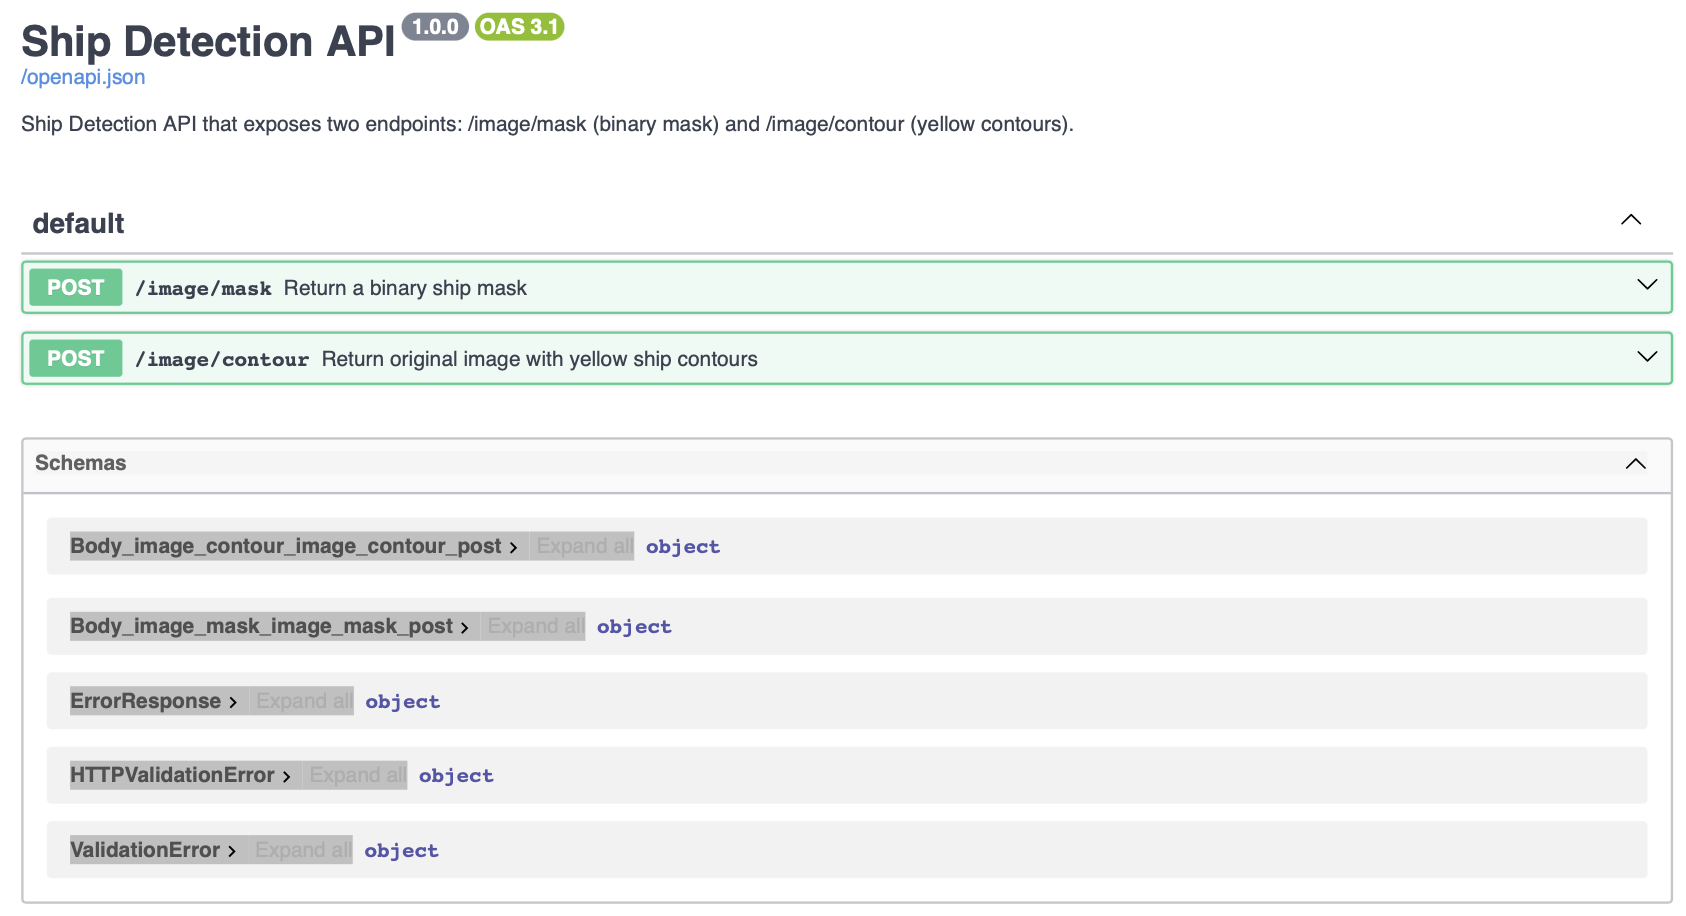 Ship Detection API 1.0.0 OAS 3.1
/openapi.json
Ship Detection API that exposes two endpoints: /image/mask (binary mask) and /image/contour (yellow contours).
default
POST /image/mask Return a binary ship mask
POST /image/contour Return original image with yellow ship contours
Schemas
Body_image_contour_image_contour_post Expand all object
Body_image_mask_image_mask_post Expand all object
ErrorResponse Expand all object
HTTPValidationError Expand all object
ValidationError Expand all object